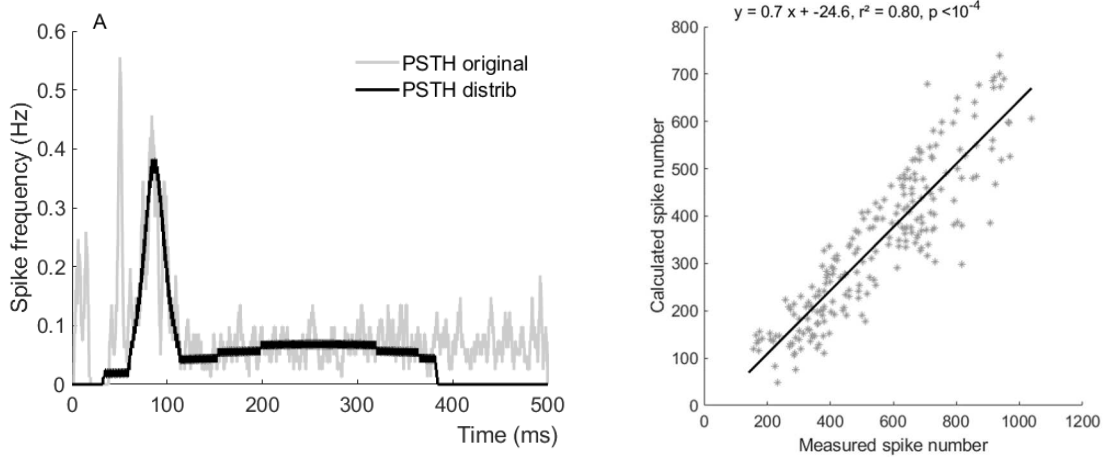 A
0.6
0.5
0.4
0.3
0.2
0.1
0
Spike frequency (Hz)
PSTH original
PSTH distrib
0 100 200 300 400 500
Time (ms)
y = 0.7 x + -24.6, r² = 0.80, p <10⁻⁴
800
700
600
500
400
300
200
100
0
Calculated spike number
0 200 400 600 800 1000 1200
Measured spike number